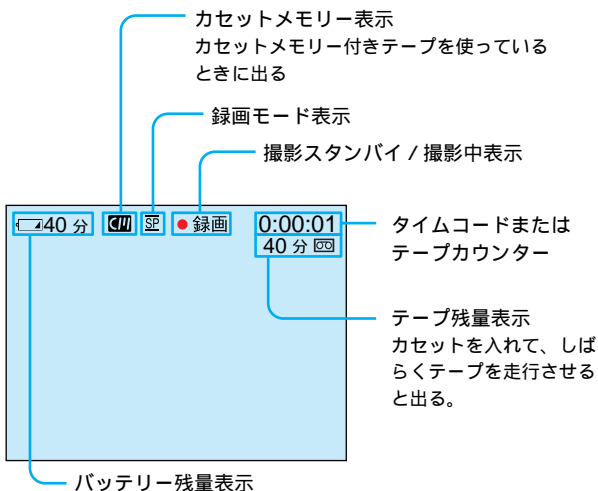 カセットメモリー表示
カセットメモリー付きテープを使っている
ときに出る
録画モード表示
撮影スタンバイ / 撮影中表示
40 分
CM
SP
録画
0:00:01
40 分
タイムコードまたは
テープカウンター
テープ残量表示
カセットを入れて、しば
らくテープを走行させる
と出る。
バッテリー残量表示